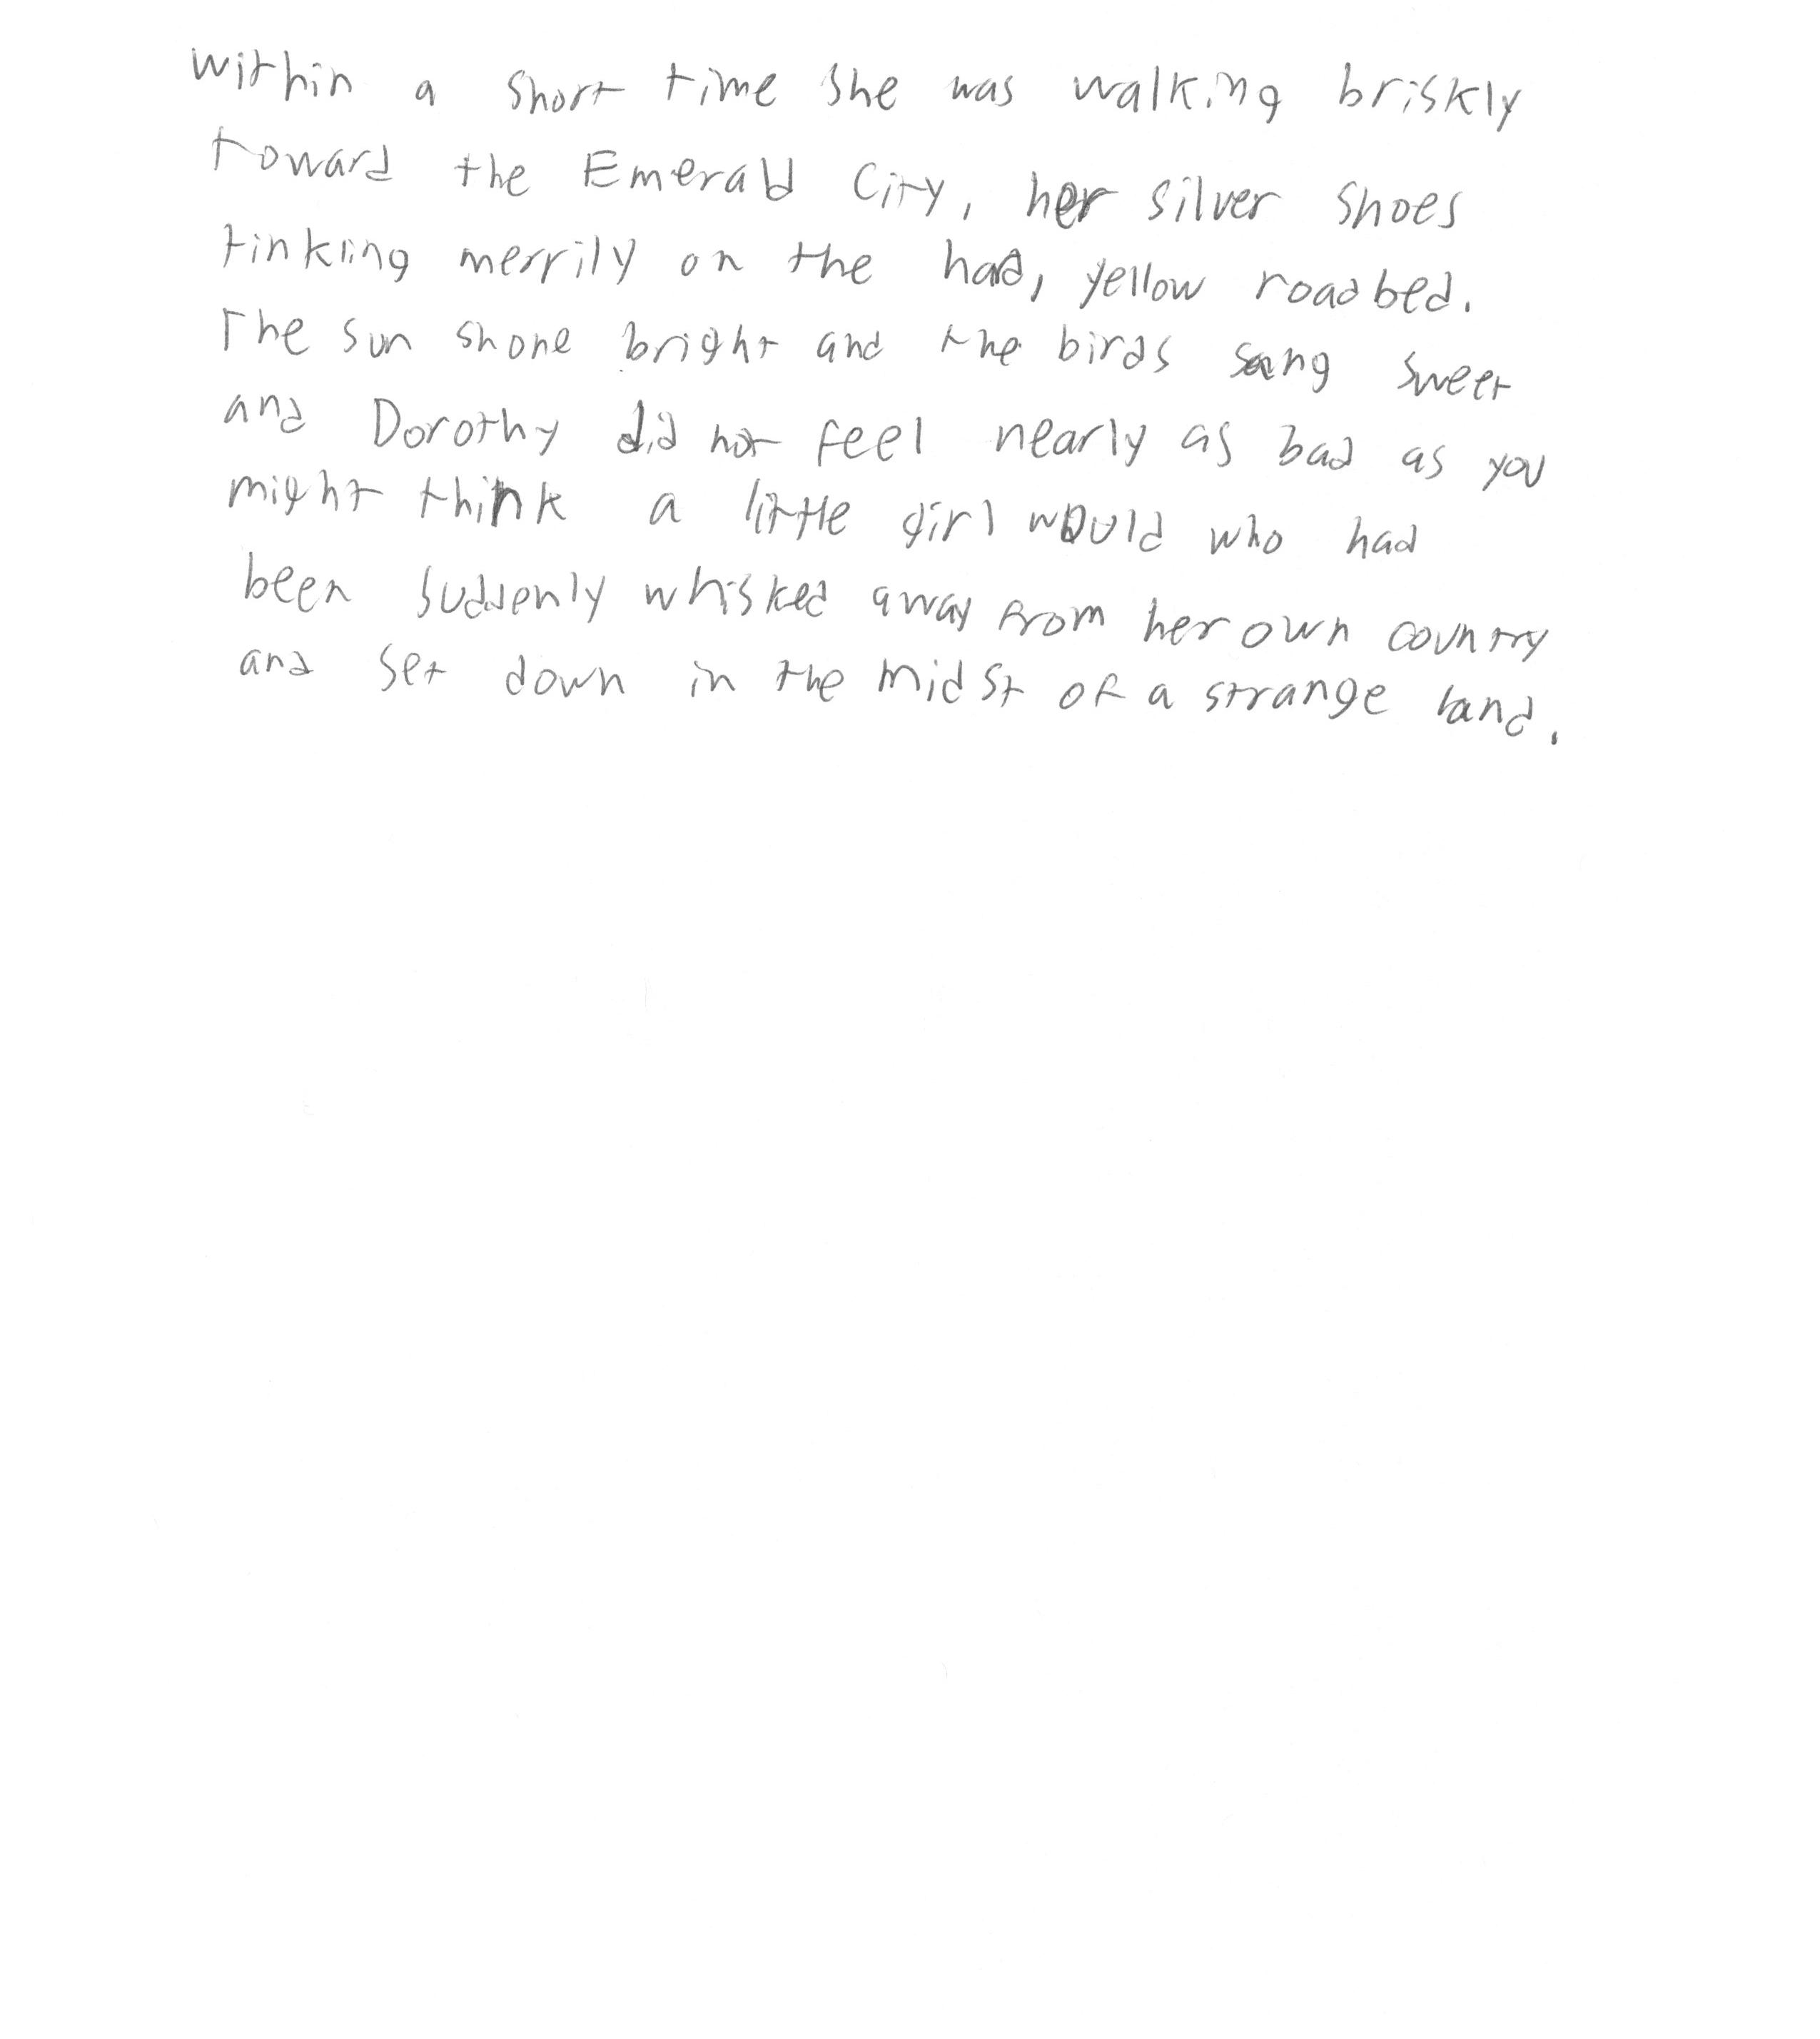 within a short time she was walking briskly
toward the Emerald City, her silver shoes
tinkling merrily on the had, yellow roadbed.
The sun shone bright and the birds sang sweet
and Dorothy did not feel nearly as bad as you
might think a little girl would who had
been suddenly whisked away from her own country
and set down in the midst of a strange land.